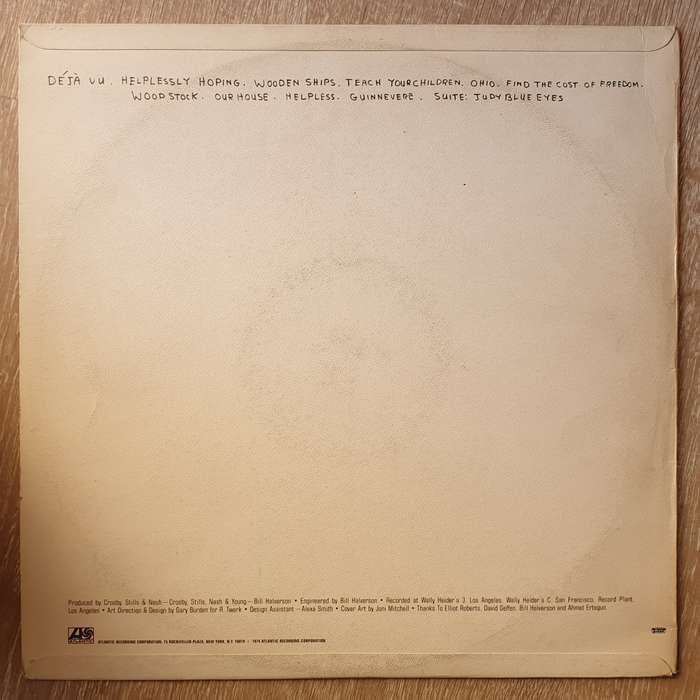 DÉJÀ VU. HELPLESSLY HOPING. WOODEN SHIPS. TEACH YOUR CHILDREN. OHIO. FIND THE COST OF FREEDOM.
WOODSTOCK. OUR HOUSE. HELPLESS. GUINNEVERE. SUITE: JUDY BLUE EYES
Produced by Crosby, Stills & Nash – Crosby, Stills, Nash & Young – Bill Halverson • Engineered by Bill Halverson • Recorded at Wally Heider's 3, Los Angeles, Wally Heider's C, San Francisco, Record Plant,
Los Angeles • Art Direction & Design by Gary Burden for R. Twerk • Design Assistant – Alexa Smith • Cover Art by Joni Mitchell • Thanks To Elliot Roberts, David Geffen, Bill Halverson and Ahmet Ertegun
ATLANTIC
ATLANTIC RECORDING CORPORATION, 75 ROCKEFELLER PLAZA, NEW YORK, N.Y. 10019 • 1974 ATLANTIC RECORDING CORPORATION